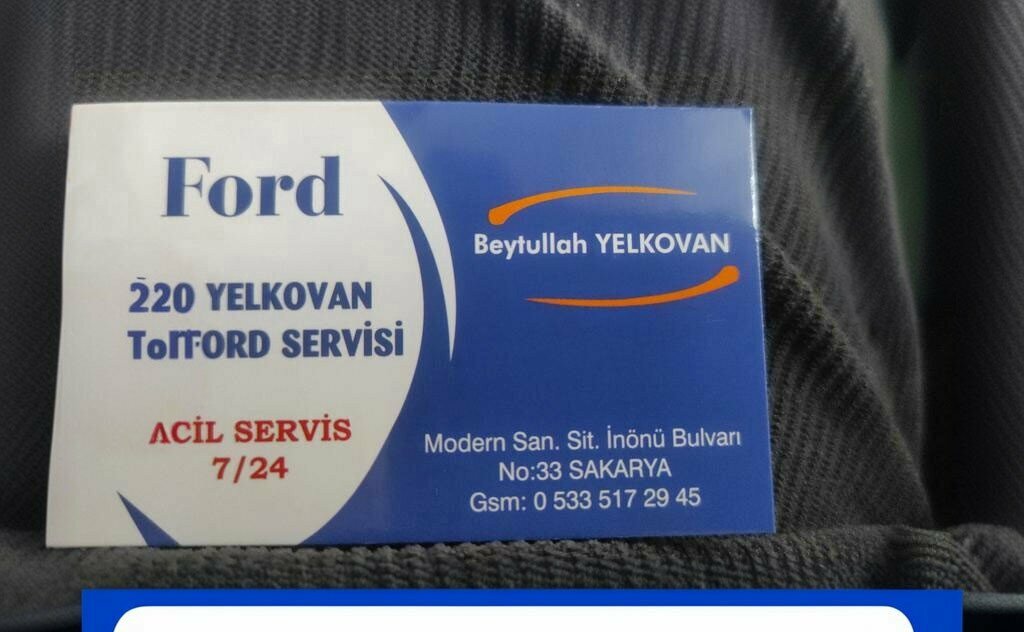 Ford
220 YELKOVAN
FORD SERVİSİ
ACİL SERVİS
7/24
Beytullah YELKOVAN
Modern San. Sit. İnönü Bulvarı
No:33 SAKARYA
Gsm: 0 533 517 29 45